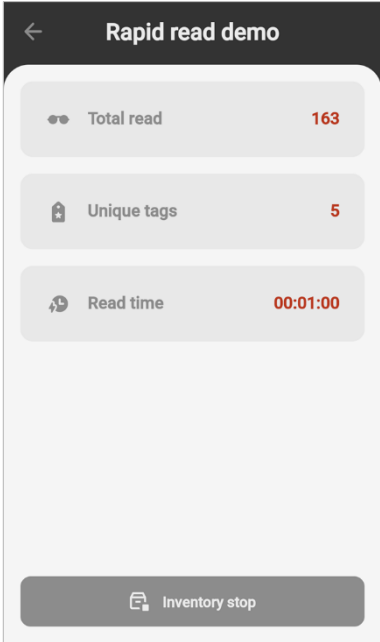 Rapid read demo
Total read 163
Unique tags 5
Read time 00:01:00
Inventory stop